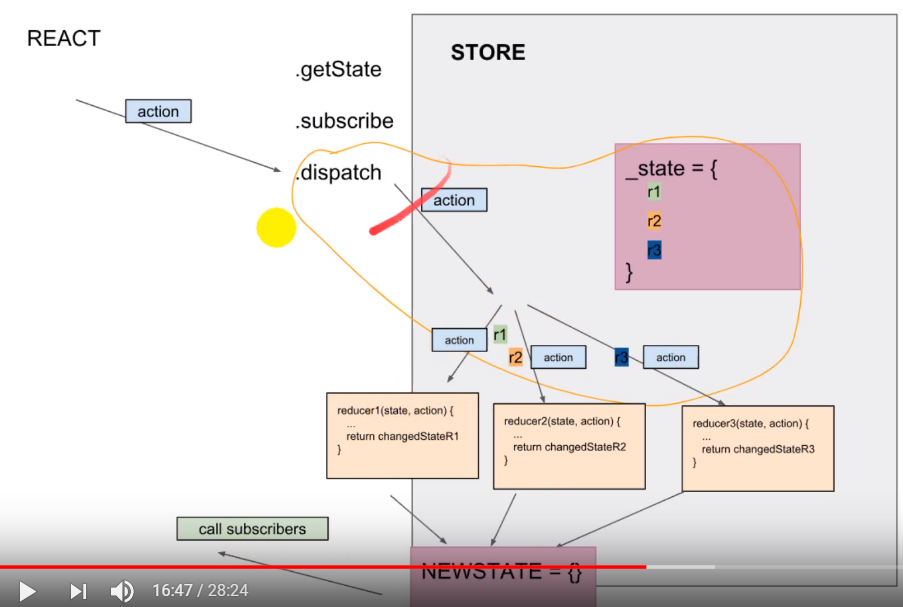 REACT
STORE
.getState
action
.subscribe
.dispatch
action
_state = {
r1
r2
r3
}
action
r1
r2
action
r3
action
reducer1(state, action) {
...
return changedStateR1
}
reducer2(state, action) {
...
return changedStateR2
}
reducer3(state, action) {
...
return changedStateR3
}
call subscribers
NEWSTATE = {}
16:47 / 28:24